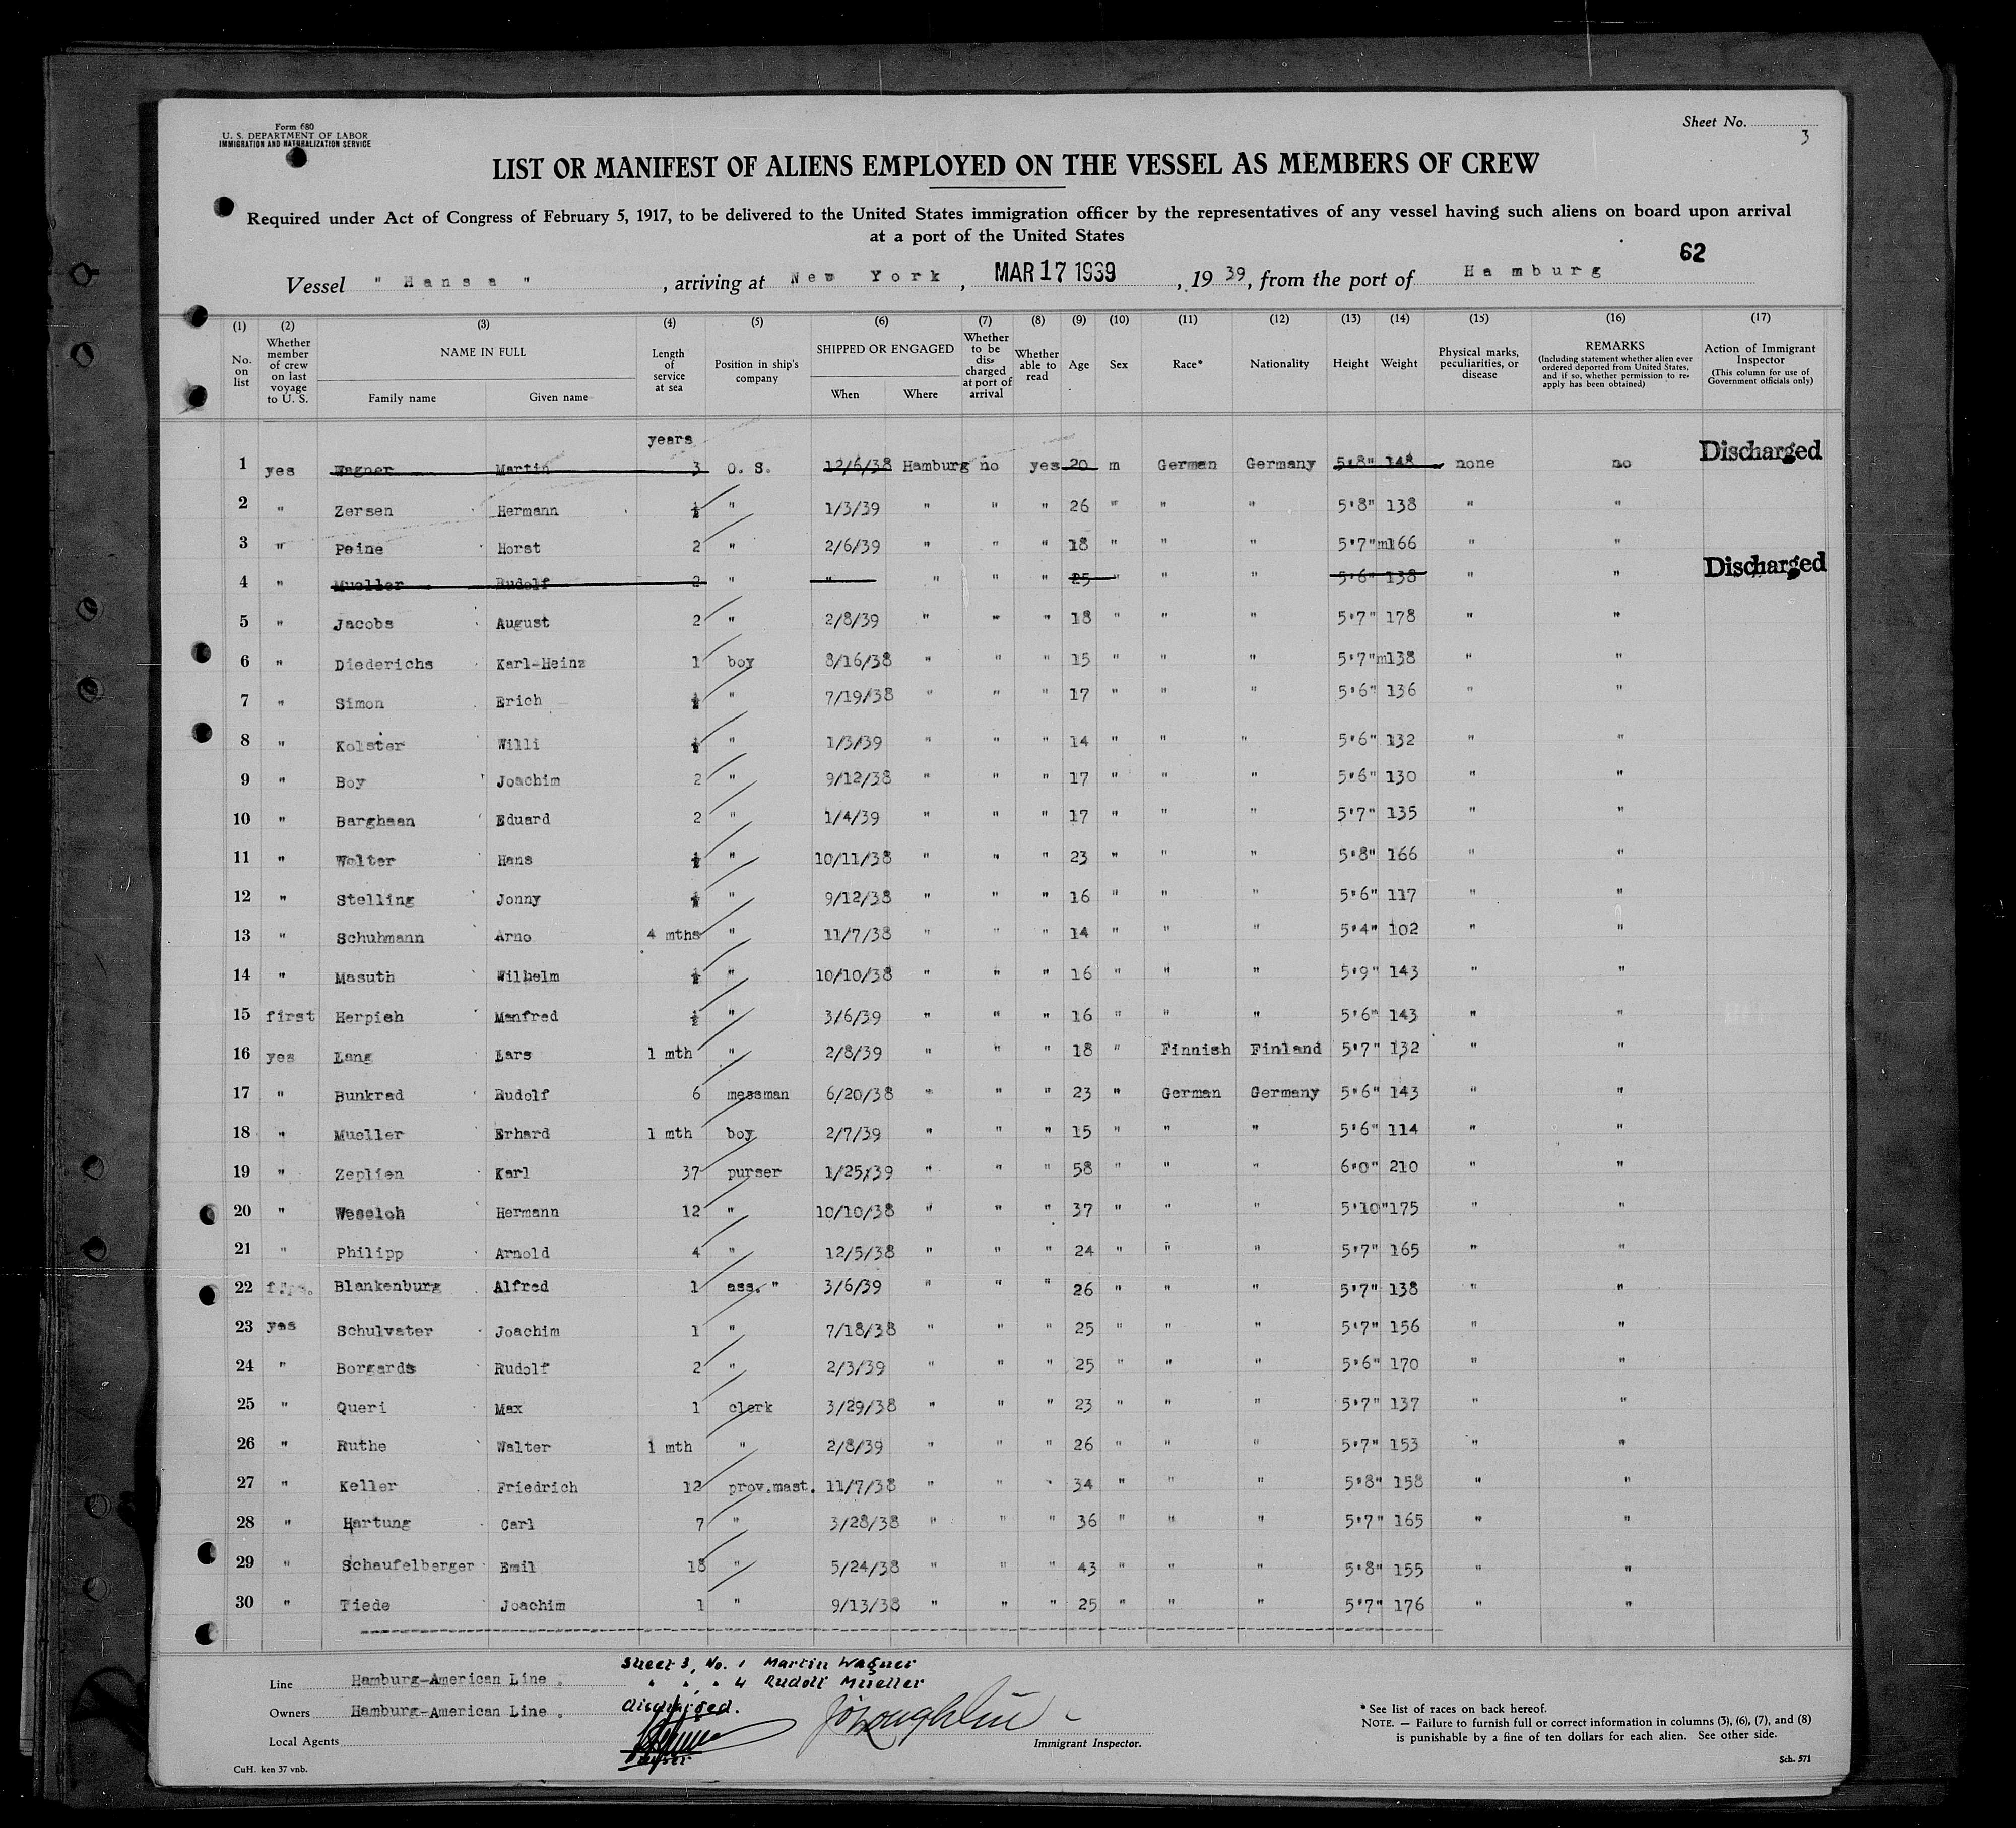 Form 680
U. S. DEPARTMENT OF LABOR
IMMIGRATION AND NATURALIZATION SERVICE
Sheet No. 3
LIST OR MANIFEST OF ALIENS EMPLOYED ON THE VESSEL AS MEMBERS OF CREW
Required under Act of Congress of February 5, 1917, to be delivered to the United States immigration officer by the representatives of any vessel having such aliens on board upon arrival
at a port of the United States
62
Vessel " Hansa " , arriving at New York , MAR 17 1939 , 19 39, from the port of Hamburg
(1) No. on list
(2) Whether member of crew on last voyage to U. S.
(3) NAME IN FULL Family name Given name
(4) Length of service at sea
(5) Position in ship's company
(6) SHIPPED OR ENGAGED When Where
(7) Whether to be discharged at port of arrival
(8) Whether able to read
(9) Age
(10) Sex
(11) Race*
(12) Nationality
(13) Height
(14) Weight
(15) Physical marks, peculiarities, or disease
(16) REMARKS (Including statement whether alien ever ordered deported from United States, and if so, whether permission to re-apply has been obtained)
(17) Action of Immigrant Inspector (This column for use of Government officials only)
years
1 yes Wagner Martin 3 O. S. 12/6/38 Hamburg no yes 20 m German Germany 5'8" 148 none no Discharged
2 " Zersen Hermann ½ " 1/3/39 " " " 26 " " " 5'8" 138 " "
3 " Peine Horst 2 " 2/6/39 " " " 18 " " " 5'7"m166 " "
4 " Mueller Rudolf 2 " " " " " 25 " " " 5'6" 138 " " Discharged
5 " Jacobs August 2 " 2/8/39 " " " 18 " " " 5'7" 178 " "
6 " Diederichs Karl-Heinz 1 boy 8/16/38 " " " 15 " " " 5'7"m138 " "
7 " Simon Erich ½ " 7/19/38 " " " 17 " " " 5'6" 136 " "
8 " Kolster Willi ½ " 1/3/39 " " " 14 " " " 5'6" 132 " "
9 " Boy Joachim 2 " 9/12/38 " " " 17 " " " 5'6" 130 " "
10 " Barghaan Eduard 2 " 1/4/39 " " " 17 " " " 5'7" 135 " "
11 " Wolter Hans ½ " 10/11/38 " " " 23 " " " 5'8" 166 " "
12 " Stelling Jonny ½ " 9/12/38 " " " 16 " " " 5'6" 117 " "
13 " Schuhmann Arno 4 mths " 11/7/38 " " " 14 " " " 5'4" 102 " "
14 " Masuth Wilhelm ½ " 10/10/38 " " " 16 " " " 5'9" 143 " "
15 first Herpich Manfred ½ " 3/6/39 " " " 16 " " " 5'6" 143 " "
16 yes Lang Lars 1 mth " 2/8/39 " " " 18 " Finnish Finland 5'7" 132 " "
17 " Bunkrad Rudolf 6 messman 6/20/38 " " " 23 " German Germany 5'6" 143 " "
18 " Mueller Erhard 1 mth boy 2/7/39 " " " 15 " " " 5'6" 114 " "
19 " Zeplien Karl 37 purser 1/25/39 " " " 58 " " " 6'0" 210 " "
20 " Weseloh Hermann 12 " 10/10/38 " " " 37 " " " 5'10"175 " "
21 " Philipp Arnold 4 " 12/5/38 " " " 24 " " " 5'7" 165 " "
22 Blankenburg Alfred 1 ass. " 3/6/39 " " " 26 " " " 5'7" 138 " "
23 yes Schulvater Joachim 1 " 7/18/38 " " " 25 " " " 5'7" 156 " "
24 " Borgards Rudolf 2 " 2/3/39 " " " 25 " " " 5'6" 170 " "
25 " Queri Max 1 clerk 3/29/38 " " " 23 " " " 5'7" 137 " "
26 " Ruthe Walter 1 mth " 2/8/39 " " " 26 " " " 5'7" 153 " "
27 " Keller Friedrich 12 prov.mast. 11/7/38 " " " 34 " " " 5'8" 158 " "
28 " Hartung Carl 7 " 3/28/38 " " " 36 " " " 5'7" 165 " "
29 " Schaufelberger Emil 18 " 5/24/38 " " " 43 " " " 5'8" 155 " "
30 " Tiede Joachim 1 " 9/13/38 " " " 25 " " " 5'7" 176 " "
Sheet 3, No. 1 Martin Wagner
" " " 4 Rudolf Mueller
discharged.
Line Hamburg-American Line .
Owners Hamburg-American Line .
Local Agents
Immigrant Inspector.
* See list of races on back hereof.
NOTE. — Failure to furnish full or correct information in columns (3), (6), (7), and (8)
is punishable by a fine of ten dollars for each alien. See other side.
CuH. ken 37 vnb.
Sch. 571